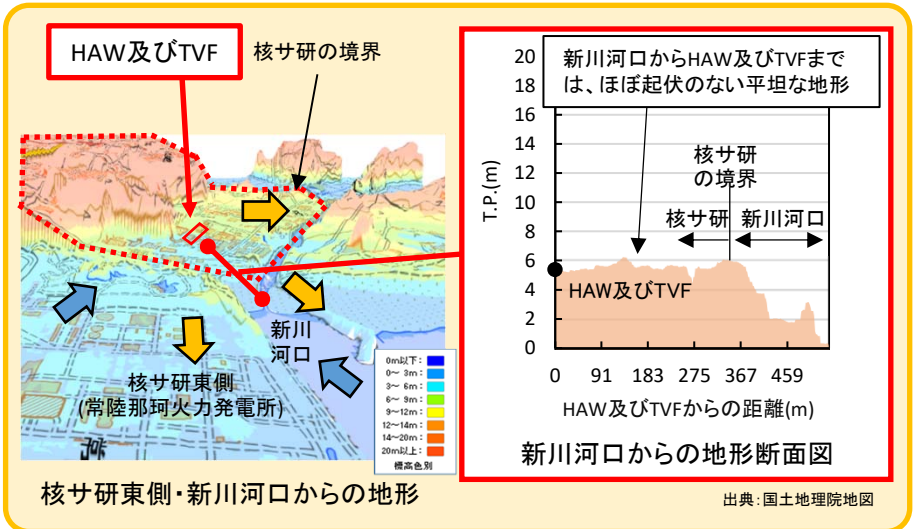 HAW及びTVF
核サ研の境界
新川
河口
核サ研東側
(常陸那珂火力発電所)
0m以下:
0~ 3m:
3~ 6m:
6~ 9m:
9~12m:
12~14m:
14~20m:
20m以上:
標高色別
核サ研東側・新川河口からの地形
新川河口からHAW及びTVFまで
は、ほぼ起伏のない平坦な地形
T.P.(m)
20
18
16
14
12
10
8
6
4
2
0
核サ研
の境界
核サ研
新川河口
HAW及びTVF
0 91 183 275 367 459
HAW及びTVFからの距離(m)
新川河口からの地形断面図
出典:国土地理院地図